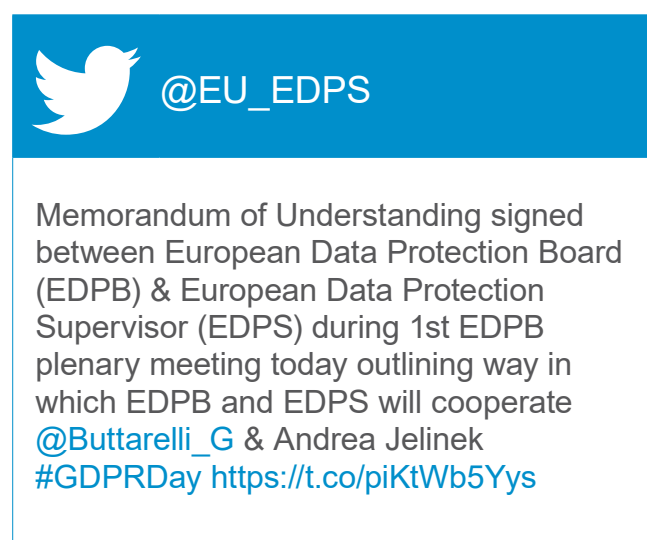 @EU_EDPS
Memorandum of Understanding signed
between European Data Protection Board
(EDPB) & European Data Protection
Supervisor (EDPS) during 1st EDPB
plenary meeting today outlining way in
which EDPB and EDPS will cooperate
@Buttarelli_G & Andrea Jelinek
#GDPRDay https://t.co/piKtWb5Yys